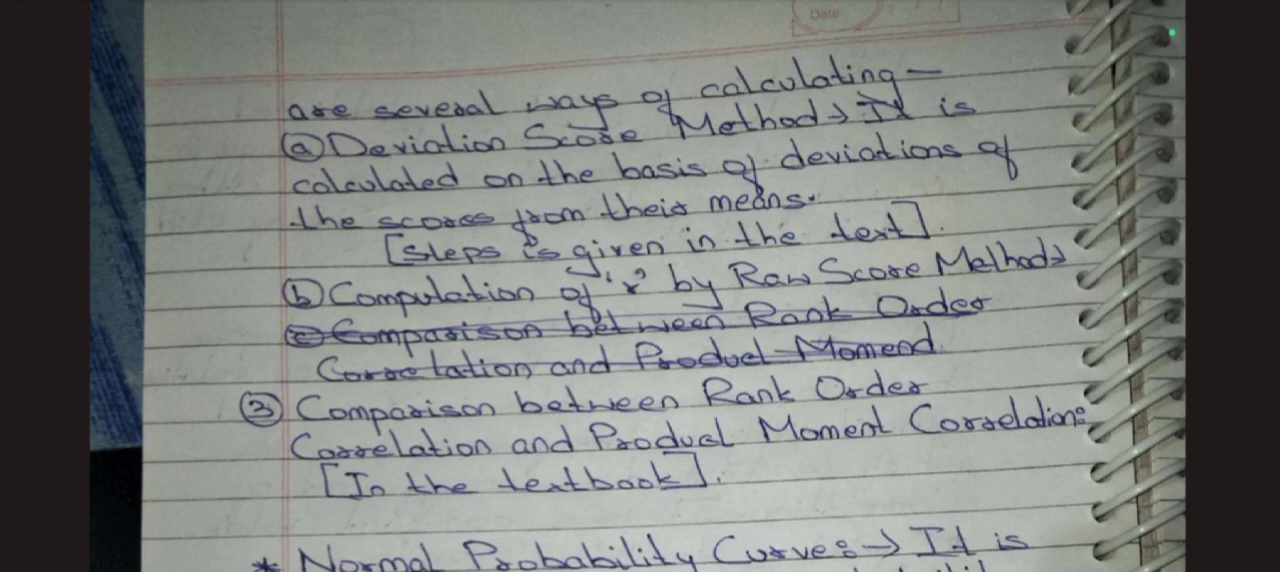 Date
are several ways of calculating —
ⓐ Deviation Score Method → It is
calculated on the basis of deviations of
the scores from their means.
[Steps is given in the text].
ⓑ Computation of 'r' by Raw Score Method →
ⓒ Comparison between Rank Order
Correlation and Product Moment
③ Comparison between Rank Order
Correlation and Product Moment Correlation:
[In the textbook].
* Normal Probability Curve: → It is